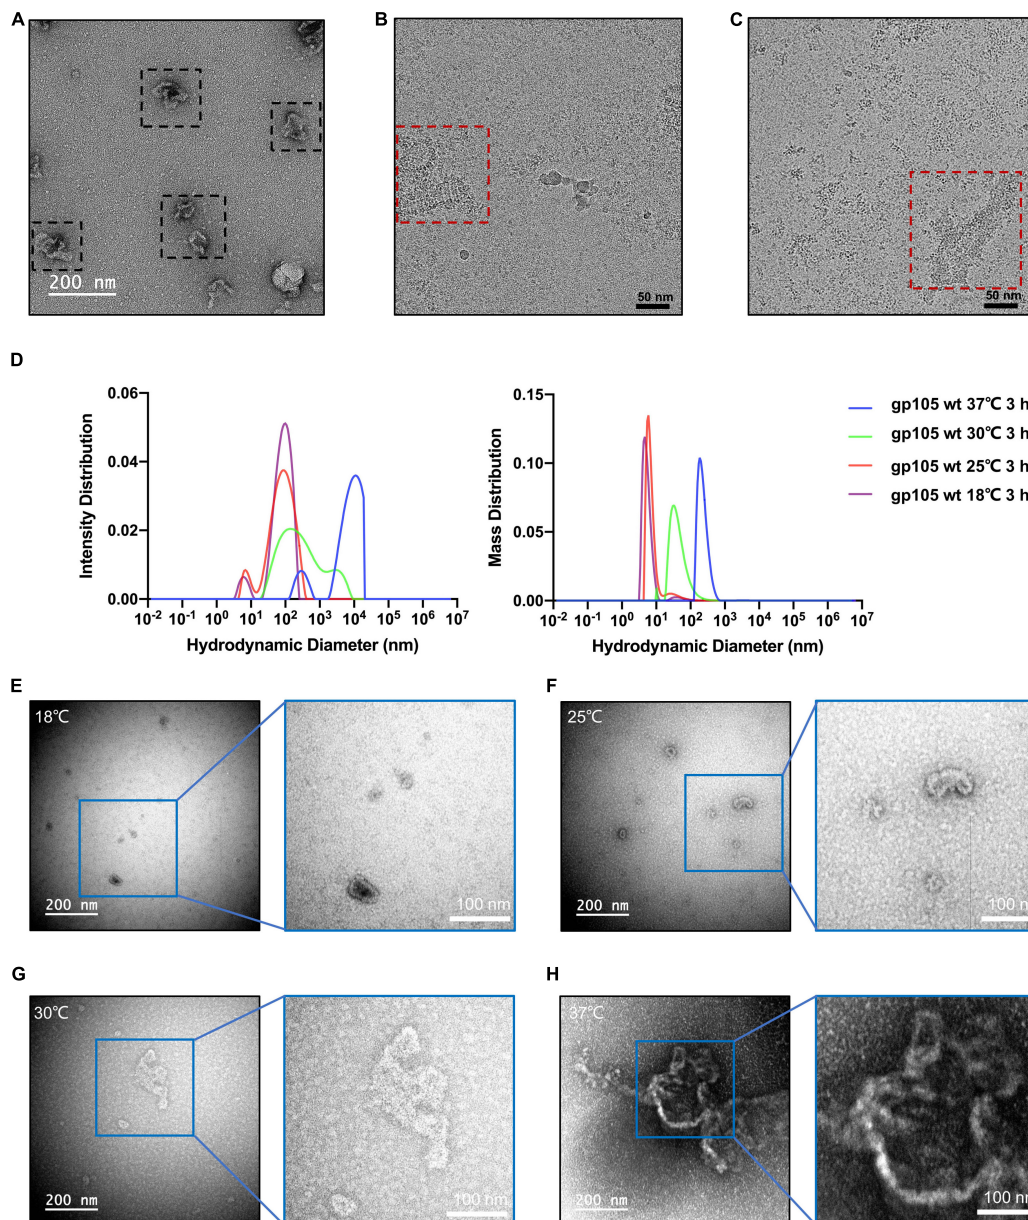 A
B
C
200 nm
50 nm
50 nm
D
Intensity Distribution
0.06
0.04
0.02
0.00
10-2 10-1 100 101 102 103 104 105 106 107
Hydrodynamic Diameter (nm)
Mass Distribution
0.15
0.10
0.05
0.00
10-2 10-1 100 101 102 103 104 105 106 107
Hydrodynamic Diameter (nm)
gp105 wt 37℃ 3 h
gp105 wt 30℃ 3 h
gp105 wt 25℃ 3 h
gp105 wt 18℃ 3 h
E
18℃
200 nm
100 nm
F
25℃
200 nm
100 nm
G
30℃
200 nm
100 nm
H
37℃
200 nm
100 nm